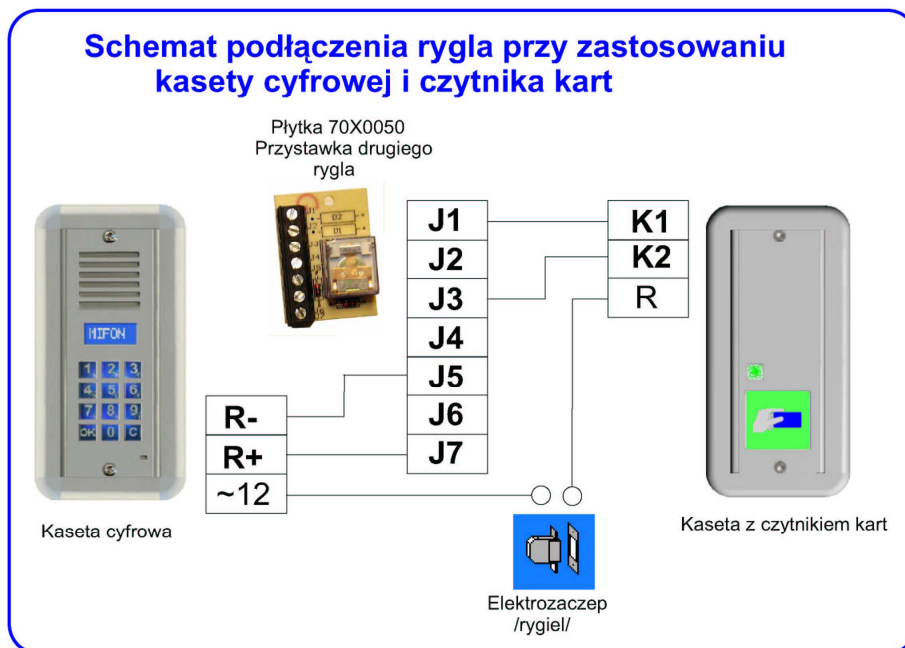 Schemat podłączenia rygla przy zastosowaniu
kasety cyfrowej i czytnika kart
Płytka 70X0050
Przystawka drugiego
rygla
J1
J2
J3
J4
J5
J6
J7
K1
K2
R
R-
R+
~12
MIFON
1 2 3
4 5 6
7 8 9
OK 0 C
D2
D1
Kaseta cyfrowa
Kaseta z czytnikiem kart
Elektrozaczep
/rygiel/